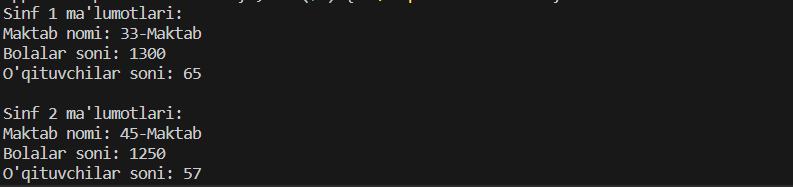 Sinf 1 ma'lumotlari:
Maktab nomi: 33-Maktab
Bolalar soni: 1300
O'qituvchilar soni: 65
Sinf 2 ma'lumotlari:
Maktab nomi: 45-Maktab
Bolalar soni: 1250
O'qituvchilar soni: 57